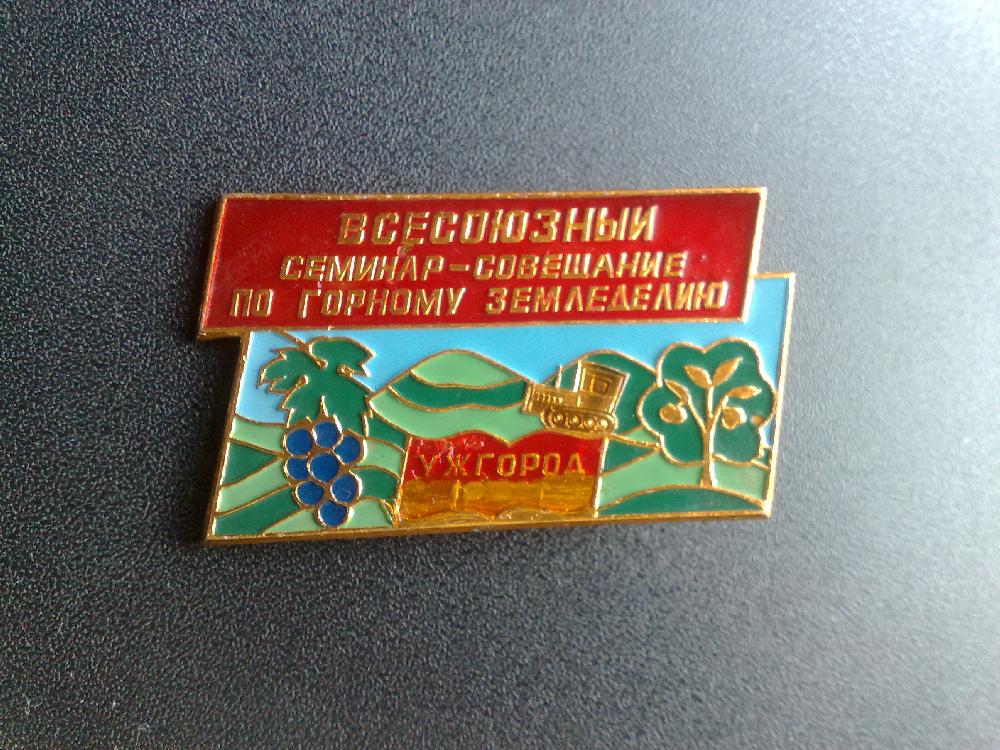 ВСЕСОЮЗНЫЙ
СЕМИНАР-СОВЕЩАНИЕ
ПО ГОРНОМУ ЗЕМЛЕДЕЛИЮ
УЖГОРОД